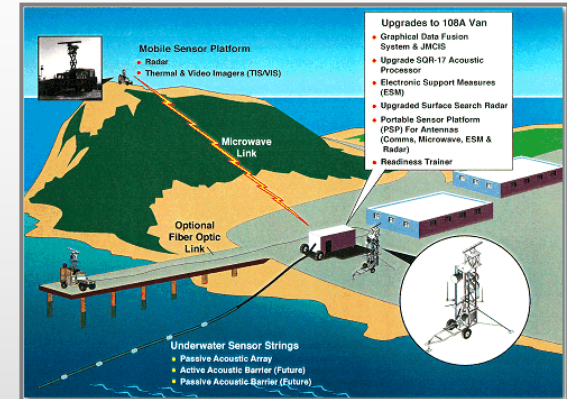 Upgrades to 108A Van
Graphical Data Fusion
System & JMCIS
Upgrade SQR-17 Acoustic
Processor
Electronic Support Measures
(ESM)
Upgraded Surface Search Radar
Portable Sensor Platform
(PSP) For Antennas
(Comms, Microwave, ESM &
Radar)
Readiness Trainer
Mobile Sensor Platform
Radar
Thermal & Video Imagers (TIS/VIS)
Microwave
Link
Optional
Fiber Optic
Link
Underwater Sensor Strings
Passive Acoustic Array
Active Acoustic Barrier (Future)
Passive Acoustic Barrier (Future)